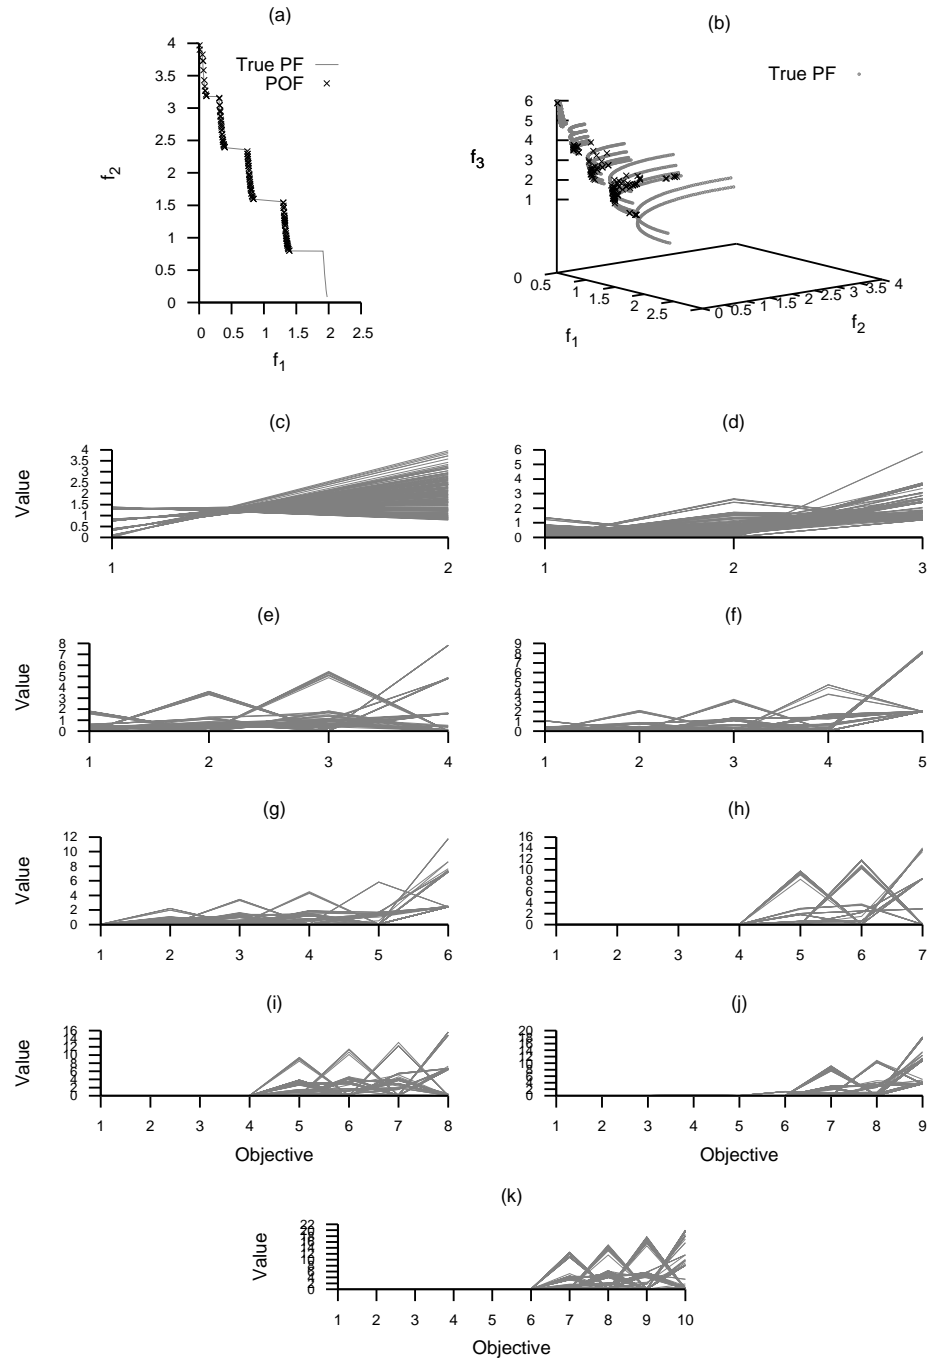 (a)
4
3.5
3
2.5
2
1.5
1
0.5
0
f2
True PF
POF
0 0.5 1 1.5 2 2.5
f1
(b)
True PF
6
5
4
3
2
1
f3
0
0.5 1 1.5 2 2.5
f1
0 0.5 1 1.5 2 2.5 3 3.5 4
f2
(c)
Value
4
3.5
3
2.5
2
1.5
1
0.5
0
1 2
(d)
6
5
4
3
2
1
0
1 2 3
(e)
Value
8
7
6
5
4
3
2
1
0
1 2 3 4
(f)
9
8
7
6
5
4
3
2
1
0
1 2 3 4 5
(g)
Value
12
10
8
6
4
2
0
1 2 3 4 5 6
(h)
16
14
12
10
8
6
4
2
0
1 2 3 4 5 6 7
(i)
Value
16
14
12
10
8
6
4
2
0
1 2 3 4 5 6 7 8
Objective
(j)
20
18
16
14
12
10
8
6
4
2
0
1 2 3 4 5 6 7 8 9
Objective
(k)
Value
22
20
18
16
14
12
10
8
6
4
2
0
1 2 3 4 5 6 7 8 9 10
Objective